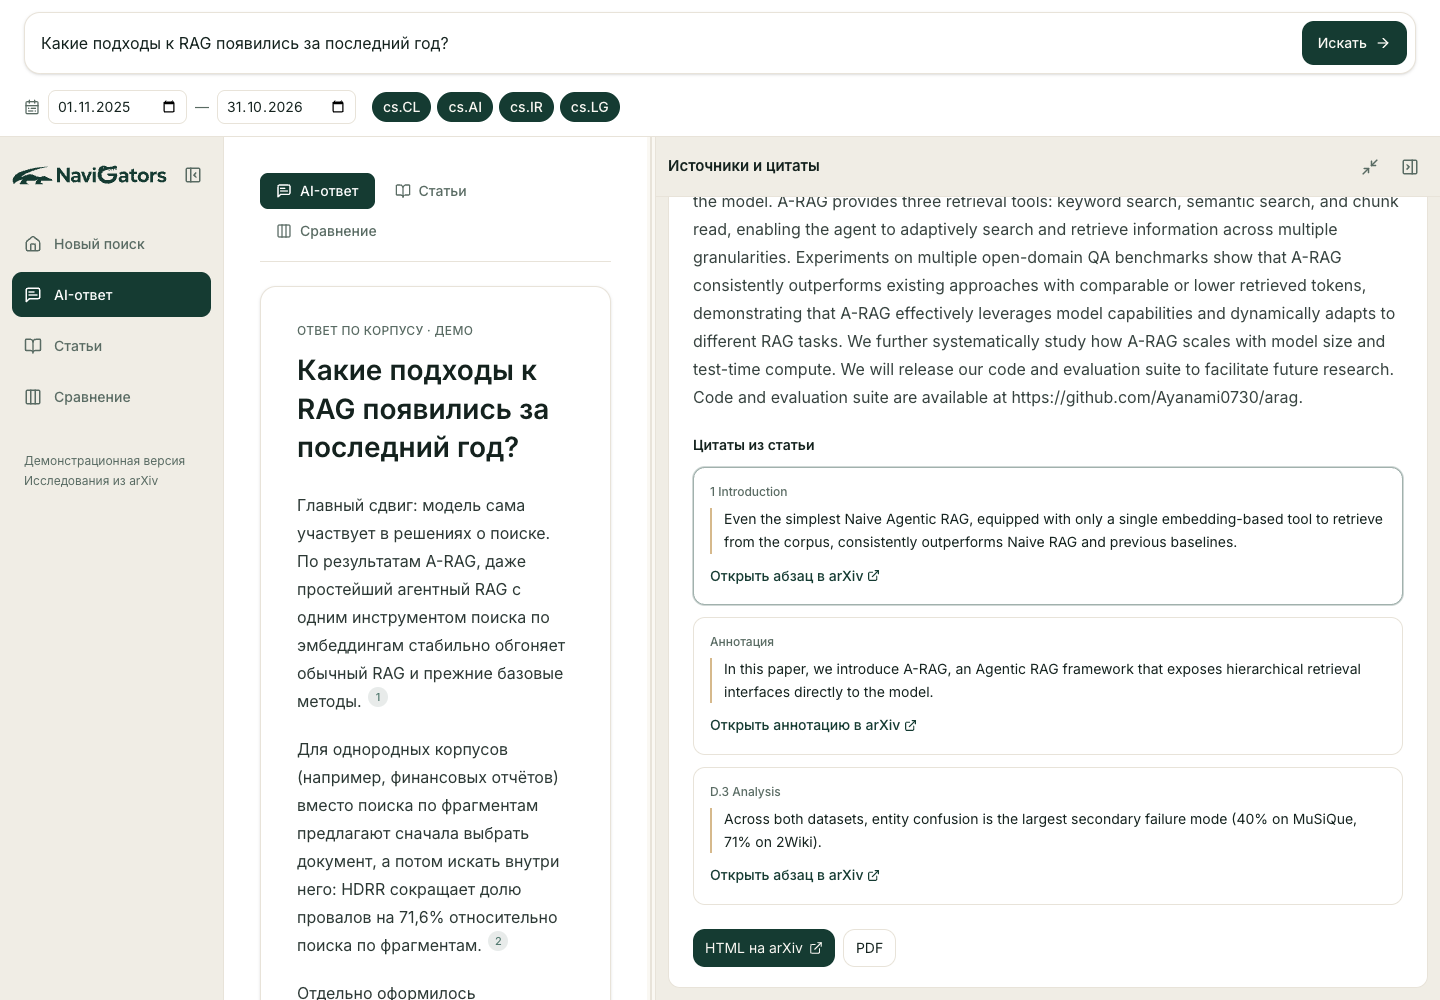 Какие подходы к RAG появились за последний год?
Искать
01.11.2025 — 31.10.2026 cs.CL cs.AI cs.IR cs.LG
NaviGators
Новый поиск
AI-ответ
Статьи
Сравнение
Демонстрационная версия
Исследования из arXiv
AI-ответ Статьи
Сравнение
ОТВЕТ ПО КОРПУСУ · ДЕМО
Какие подходы к
RAG появились за
последний год?
Главный сдвиг: модель сама
участвует в решениях о поиске.
По результатам A-RAG, даже
простейший агентный RAG с
одним инструментом поиска по
эмбеддингам стабильно обгоняет
обычный RAG и прежние базовые
методы. 1
Для однородных корпусов
(например, финансовых отчётов)
вместо поиска по фрагментам
предлагают сначала выбрать
документ, а потом искать внутри
него: HDRR сокращает долю
провалов на 71,6% относительно
поиска по фрагментам. 2
Отдельно оформилось
Источники и цитаты
the model. A-RAG provides three retrieval tools: keyword search, semantic search, and chunk
read, enabling the agent to adaptively search and retrieve information across multiple
granularities. Experiments on multiple open-domain QA benchmarks show that A-RAG
consistently outperforms existing approaches with comparable or lower retrieved tokens,
demonstrating that A-RAG effectively leverages model capabilities and dynamically adapts to
different RAG tasks. We further systematically study how A-RAG scales with model size and
test-time compute. We will release our code and evaluation suite to facilitate future research.
Code and evaluation suite are available at https://github.com/Ayanami0730/arag.
Цитаты из статьи
1 Introduction
Even the simplest Naive Agentic RAG, equipped with only a single embedding-based tool to retrieve
from the corpus, consistently outperforms Naive RAG and previous baselines.
Открыть абзац в arXiv
Аннотация
In this paper, we introduce A-RAG, an Agentic RAG framework that exposes hierarchical retrieval
interfaces directly to the model.
Открыть аннотацию в arXiv
D.3 Analysis
Across both datasets, entity confusion is the largest secondary failure mode (40% on MuSiQue,
71% on 2Wiki).
Открыть абзац в arXiv
HTML на arXiv PDF